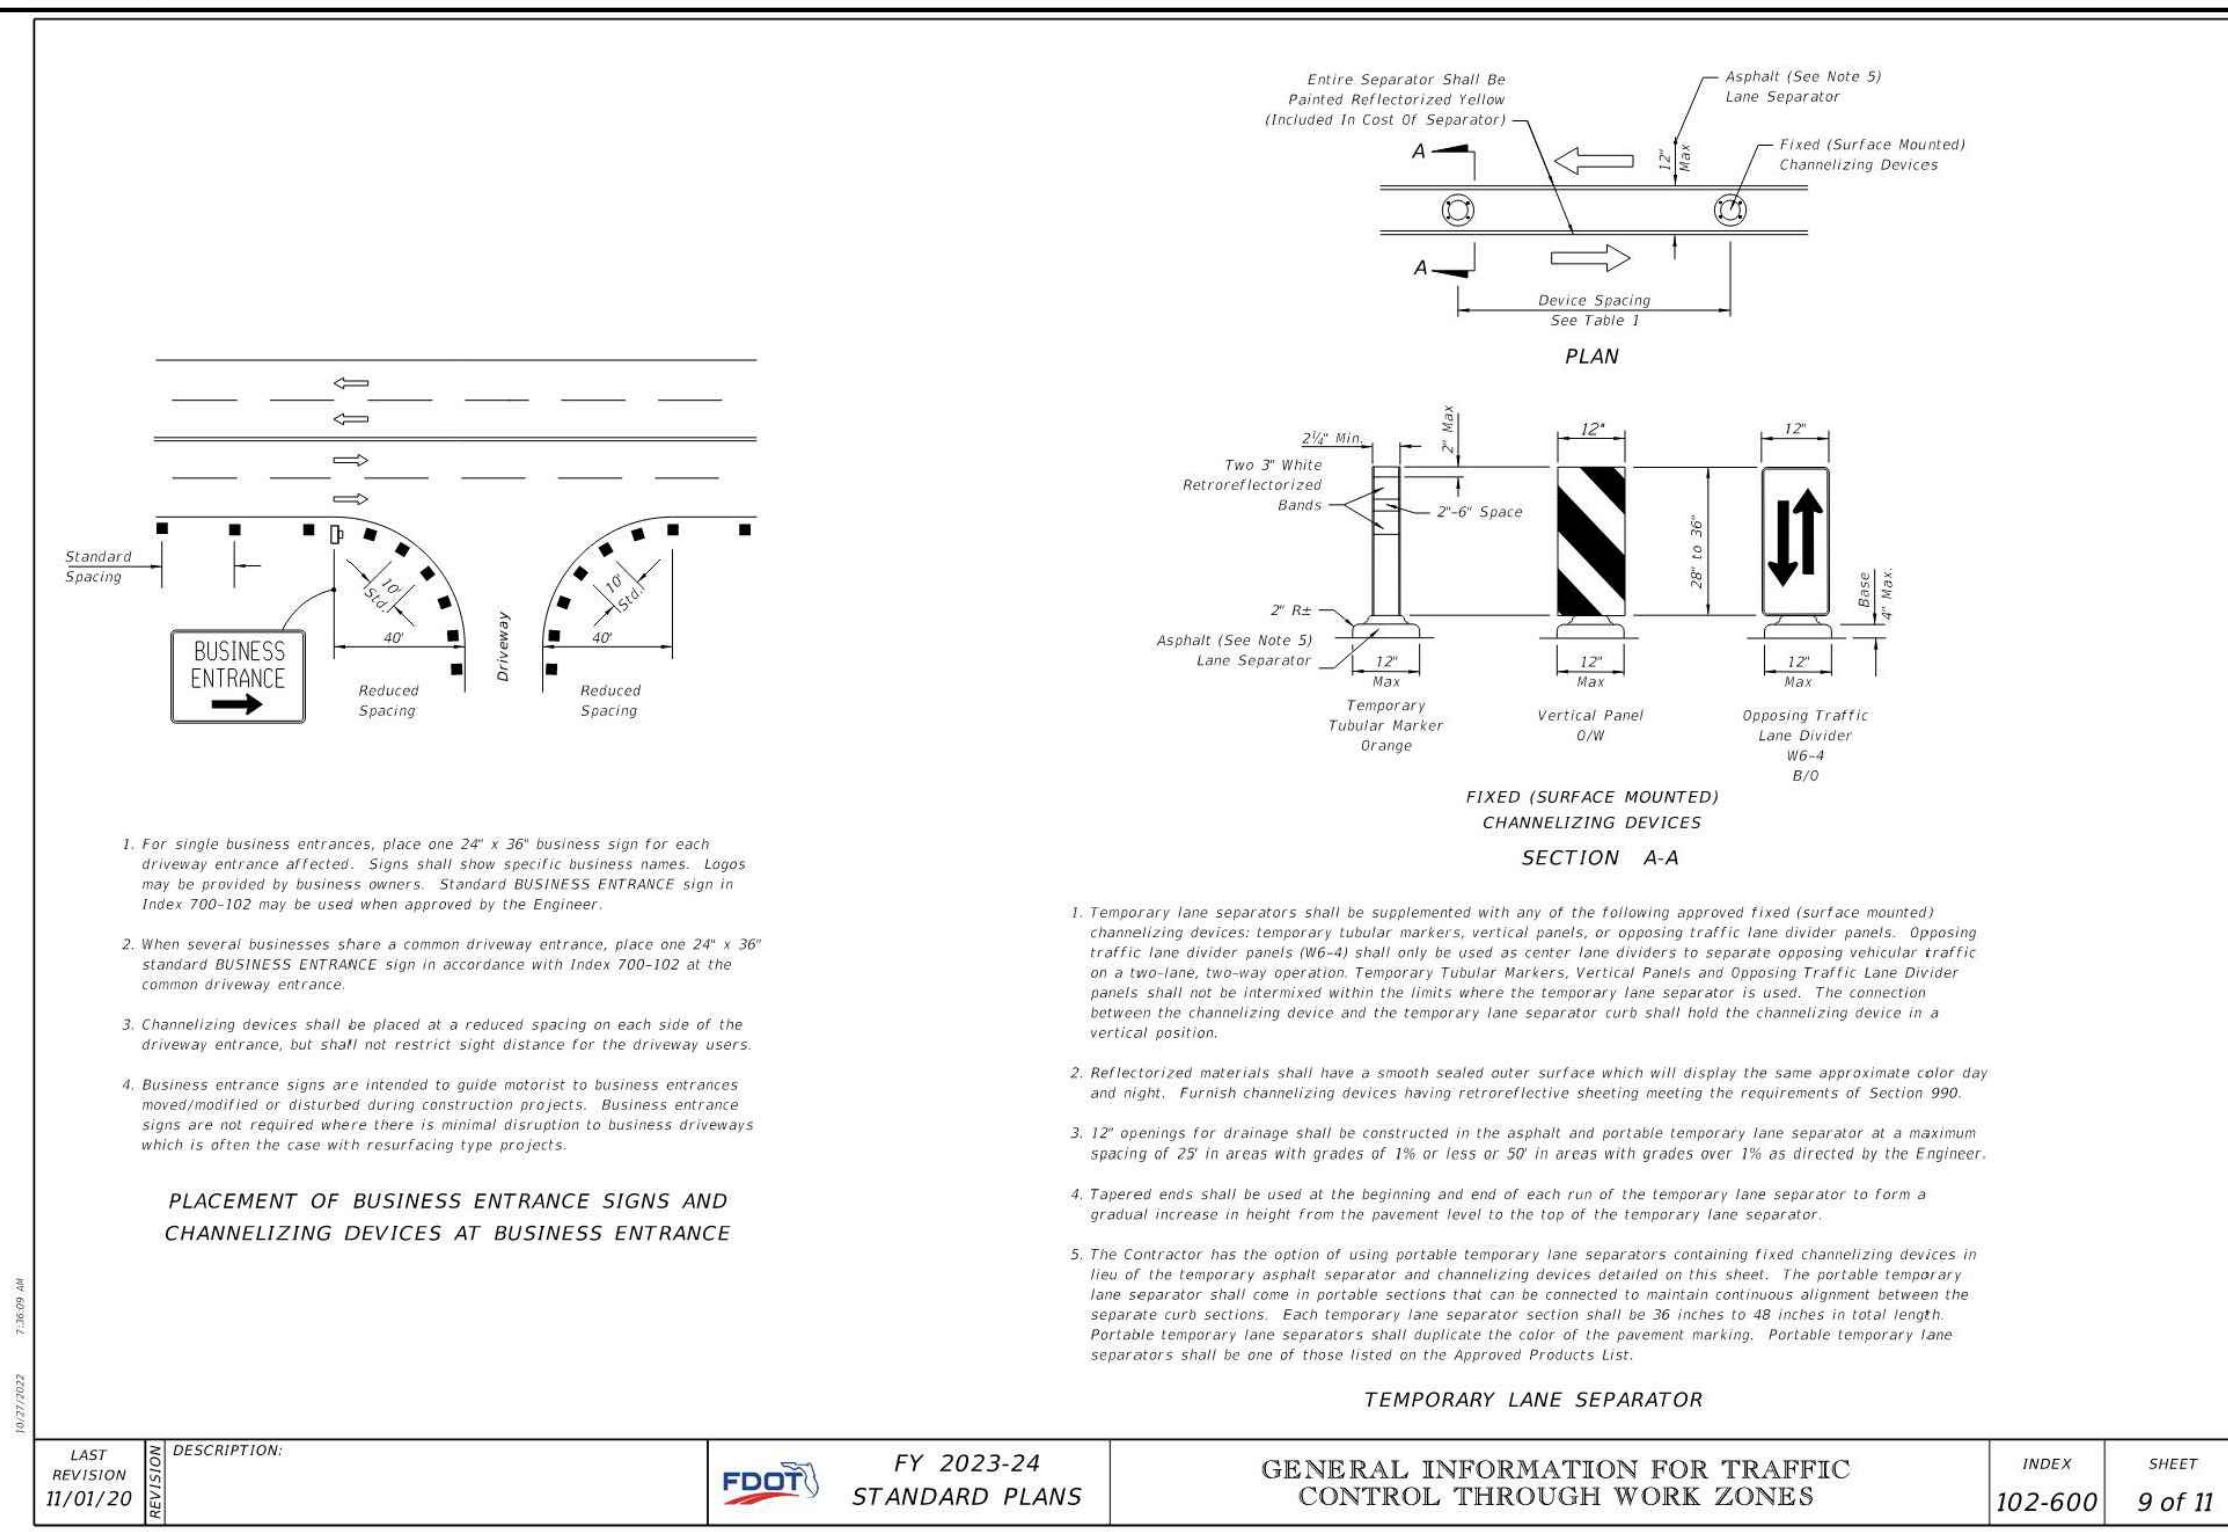 Standard
Spacing
BUSINESS
ENTRANCE
10'
Std.
40'
Reduced
Spacing
Driveway
10'
Std.
40'
Reduced
Spacing
1. For single business entrances, place one 24" x 36" business sign for each
driveway entrance affected. Signs shall show specific business names. Logos
may be provided by business owners. Standard BUSINESS ENTRANCE sign in
Index 700-102 may be used when approved by the Engineer.
2. When several businesses share a common driveway entrance, place one 24" x 36"
standard BUSINESS ENTRANCE sign in accordance with Index 700-102 at the
common driveway entrance.
3. Channelizing devices shall be placed at a reduced spacing on each side of the
driveway entrance, but shall not restrict sight distance for the driveway users.
4. Business entrance signs are intended to guide motorist to business entrances
moved/modified or disturbed during construction projects. Business entrance
signs are not required where there is minimal disruption to business driveways
which is often the case with resurfacing type projects.
PLACEMENT OF BUSINESS ENTRANCE SIGNS AND
CHANNELIZING DEVICES AT BUSINESS ENTRANCE
Entire Separator Shall Be
Painted Reflectorized Yellow
(Included In Cost Of Separator)
Asphalt (See Note 5)
Lane Separator
Fixed (Surface Mounted)
Channelizing Devices
12"
Max
A
A
Device Spacing
See Table 1
PLAN
2¼" Min.
2" Max
Two 3" White
Retroreflectorized
Bands
2"-6" Space
2" R±
Asphalt (See Note 5)
Lane Separator
12"
Max
Temporary
Tubular Marker
Orange
12"
12"
Max
Vertical Panel
O/W
28" to 36"
12"
Base
4" Max.
12"
Max
Opposing Traffic
Lane Divider
W6-4
B/O
FIXED (SURFACE MOUNTED)
CHANNELIZING DEVICES
SECTION A-A
1. Temporary lane separators shall be supplemented with any of the following approved fixed (surface mounted)
channelizing devices: temporary tubular markers, vertical panels, or opposing traffic lane divider panels. Opposing
traffic lane divider panels (W6-4) shall only be used as center lane dividers to separate opposing vehicular traffic
on a two-lane, two-way operation. Temporary Tubular Markers, Vertical Panels and Opposing Traffic Lane Divider
panels shall not be intermixed within the limits where the temporary lane separator is used. The connection
between the channelizing device and the temporary lane separator curb shall hold the channelizing device in a
vertical position.
2. Reflectorized materials shall have a smooth sealed outer surface which will display the same approximate color day
and night. Furnish channelizing devices having retroreflective sheeting meeting the requirements of Section 990.
3. 12" openings for drainage shall be constructed in the asphalt and portable temporary lane separator at a maximum
spacing of 25' in areas with grades of 1% or less or 50' in areas with grades over 1% as directed by the Engineer.
4. Tapered ends shall be used at the beginning and end of each run of the temporary lane separator to form a
gradual increase in height from the pavement level to the top of the temporary lane separator.
5. The Contractor has the option of using portable temporary lane separators containing fixed channelizing devices in
lieu of the temporary asphalt separator and channelizing devices detailed on this sheet. The portable temporary
lane separator shall come in portable sections that can be connected to maintain continuous alignment between the
separate curb sections. Each temporary lane separator section shall be 36 inches to 48 inches in total length.
Portable temporary lane separators shall duplicate the color of the pavement marking. Portable temporary lane
separators shall be one of those listed on the Approved Products List.
TEMPORARY LANE SEPARATOR
10/27/2022 7:36:09 AM
LAST
REVISION
11/01/20
REVISION
DESCRIPTION:
FDOT
FY 2023-24
STANDARD PLANS
GENERAL INFORMATION FOR TRAFFIC
CONTROL THROUGH WORK ZONES
INDEX
102-600
SHEET
9 of 11